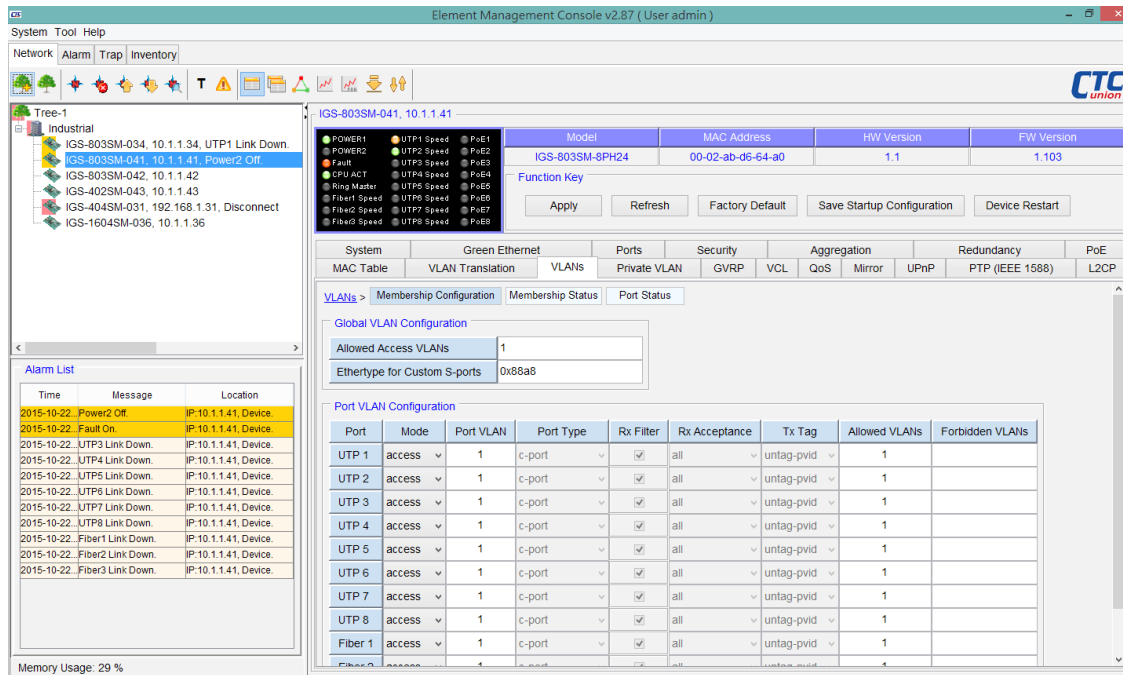 CTS
Element Management Console v2.87 ( User admin )
System Tool Help
Network Alarm Trap Inventory
T
CTC union
Tree-1
Industrial
IGS-803SM-034, 10.1.1.34, UTP1 Link Down.
IGS-803SM-041, 10.1.1.41, Power2 Off.
IGS-803SM-042, 10.1.1.42
IGS-402SM-043, 10.1.1.43
IGS-404SM-031, 192.168.1.31, Disconnect
IGS-1604SM-036, 10.1.1.36
Alarm List
Time Message Location
2015-10-22... Power2 Off. IP:10.1.1.41, Device.
2015-10-22... Fault On. IP:10.1.1.41, Device.
2015-10-22... UTP3 Link Down. IP:10.1.1.41, Device.
2015-10-22... UTP4 Link Down. IP:10.1.1.41, Device.
2015-10-22... UTP5 Link Down. IP:10.1.1.41, Device.
2015-10-22... UTP6 Link Down. IP:10.1.1.41, Device.
2015-10-22... UTP7 Link Down. IP:10.1.1.41, Device.
2015-10-22... UTP8 Link Down. IP:10.1.1.41, Device.
2015-10-22... Fiber1 Link Down. IP:10.1.1.41, Device.
2015-10-22... Fiber2 Link Down. IP:10.1.1.41, Device.
2015-10-22... Fiber3 Link Down. IP:10.1.1.41, Device.
Memory Usage: 29 %
IGS-803SM-041, 10.1.1.41
POWER1 UTP1 Speed PoE1
POWER2 UTP2 Speed PoE2
Fault UTP3 Speed PoE3
CPU ACT UTP4 Speed PoE4
Ring Master UTP5 Speed PoE5
Fiber1 Speed UTP6 Speed PoE6
Fiber2 Speed UTP7 Speed PoE7
Fiber3 Speed UTP8 Speed PoE8
Model MAC Address HW Version FW Version
IGS-803SM-8PH24 00-02-ab-d6-64-a0 1.1 1.103
Function Key
Apply Refresh Factory Default Save Startup Configuration Device Restart
System Green Ethernet Ports Security Aggregation Redundancy PoE
MAC Table VLAN Translation VLANs Private VLAN GVRP VCL QoS Mirror UPnP PTP (IEEE 1588) L2CP
VLANs > Membership Configuration Membership Status Port Status
Global VLAN Configuration
Allowed Access VLANs 1
Ethertype for Custom S-ports 0x88a8
Port VLAN Configuration
Port Mode Port VLAN Port Type Rx Filter Rx Acceptance Tx Tag Allowed VLANs Forbidden VLANs
UTP 1 access 1 c-port all untag-pvid 1
UTP 2 access 1 c-port all untag-pvid 1
UTP 3 access 1 c-port all untag-pvid 1
UTP 4 access 1 c-port all untag-pvid 1
UTP 5 access 1 c-port all untag-pvid 1
UTP 6 access 1 c-port all untag-pvid 1
UTP 7 access 1 c-port all untag-pvid 1
UTP 8 access 1 c-port all untag-pvid 1
Fiber 1 access 1 c-port all untag-pvid 1
Fiber 2 access 1 c-port all untag-pvid 1